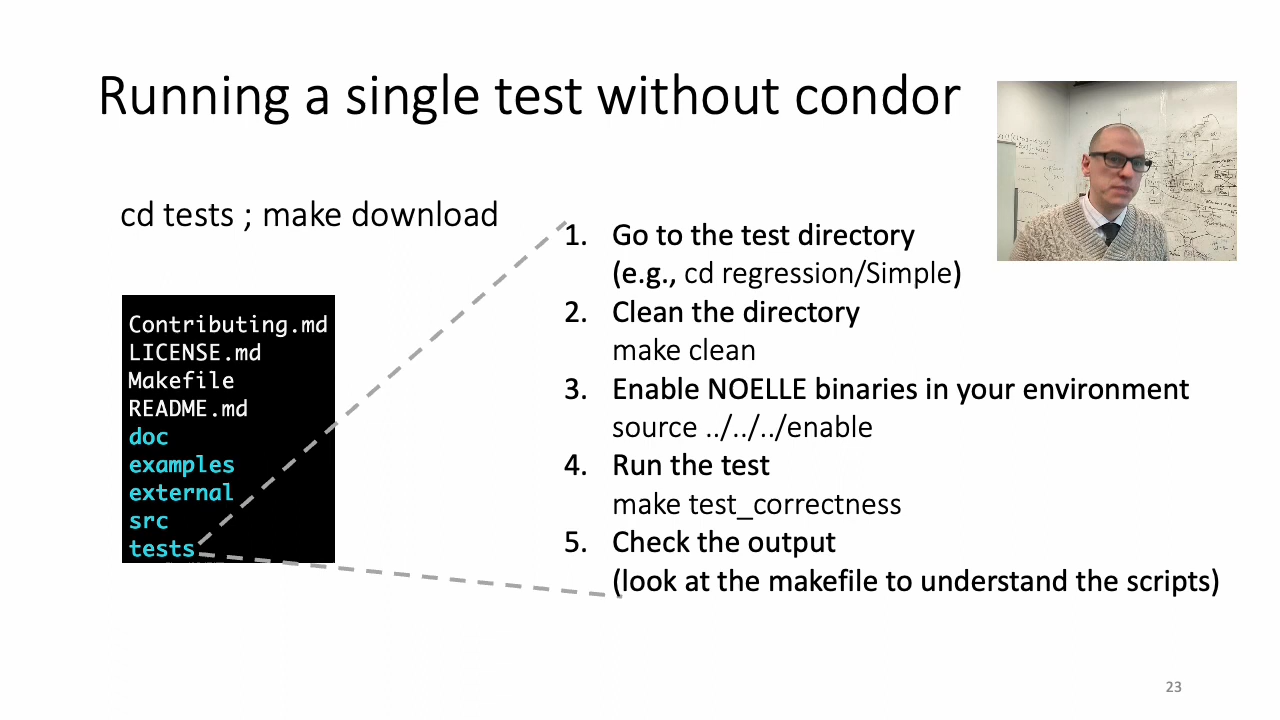 Running a single test without condor
cd tests ; make download
Contributing.md
LICENSE.md
Makefile
README.md
doc
examples
external
src
tests
1. Go to the test directory
(e.g., cd regression/Simple)
2. Clean the directory
make clean
3. Enable NOELLE binaries in your environment
source ../../../enable
4. Run the test
make test_correctness
5. Check the output
(look at the makefile to understand the scripts)
23